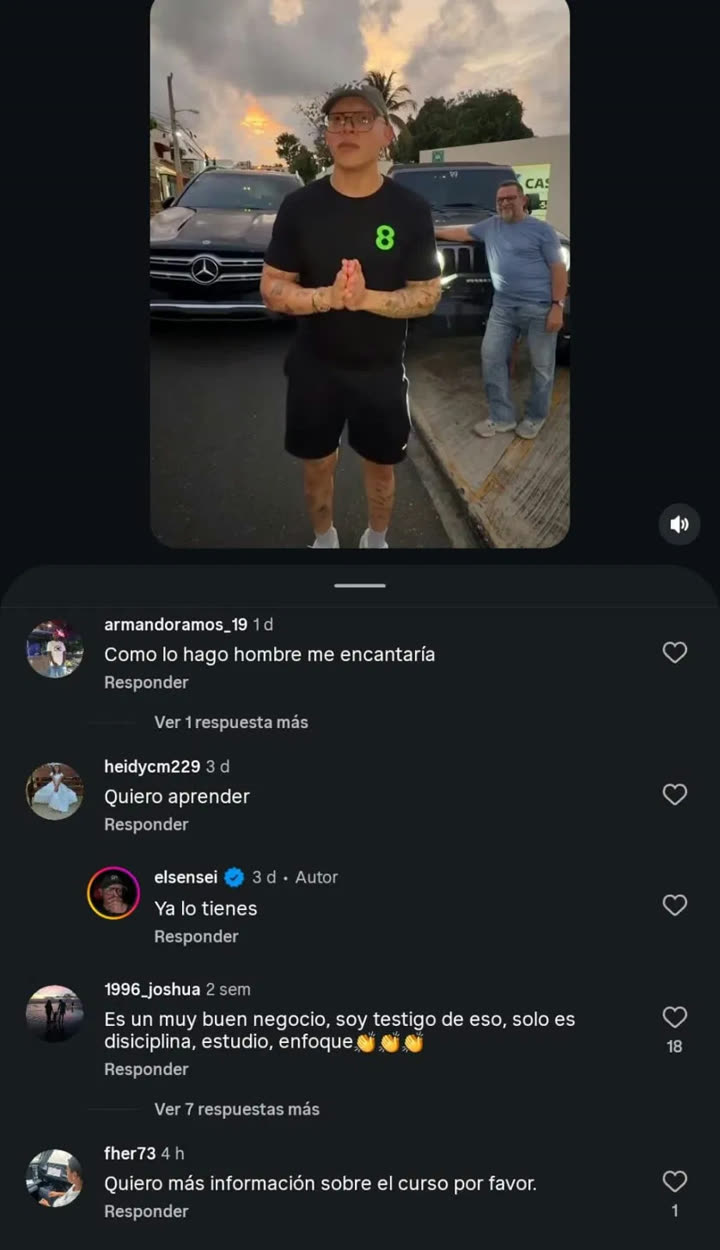 8
CAS
armandoramos_19 1 d
Como lo hago hombre me encantaría
Responder
Ver 1 respuesta más
heidycm229 3 d
Quiero aprender
Responder
elsensei 3 d • Autor
Ya lo tienes
Responder
1996_joshua 2 sem
Es un muy buen negocio, soy testigo de eso, solo es
disiciplina, estudio, enfoque👏👏👏
18
Responder
Ver 7 respuestas más
fher73 4 h
Quiero más información sobre el curso por favor.
Responder
1